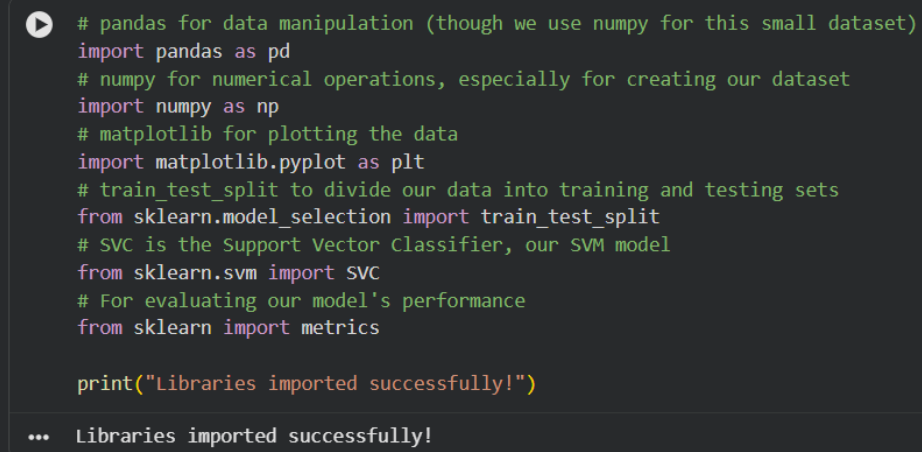 # pandas for data manipulation (though we use numpy for this small dataset)
import pandas as pd
# numpy for numerical operations, especially for creating our dataset
import numpy as np
# matplotlib for plotting the data
import matplotlib.pyplot as plt
# train_test_split to divide our data into training and testing sets
from sklearn.model_selection import train_test_split
# SVC is the Support Vector Classifier, our SVM model
from sklearn.svm import SVC
# For evaluating our model's performance
from sklearn import metrics
print("Libraries imported successfully!")
Libraries imported successfully!